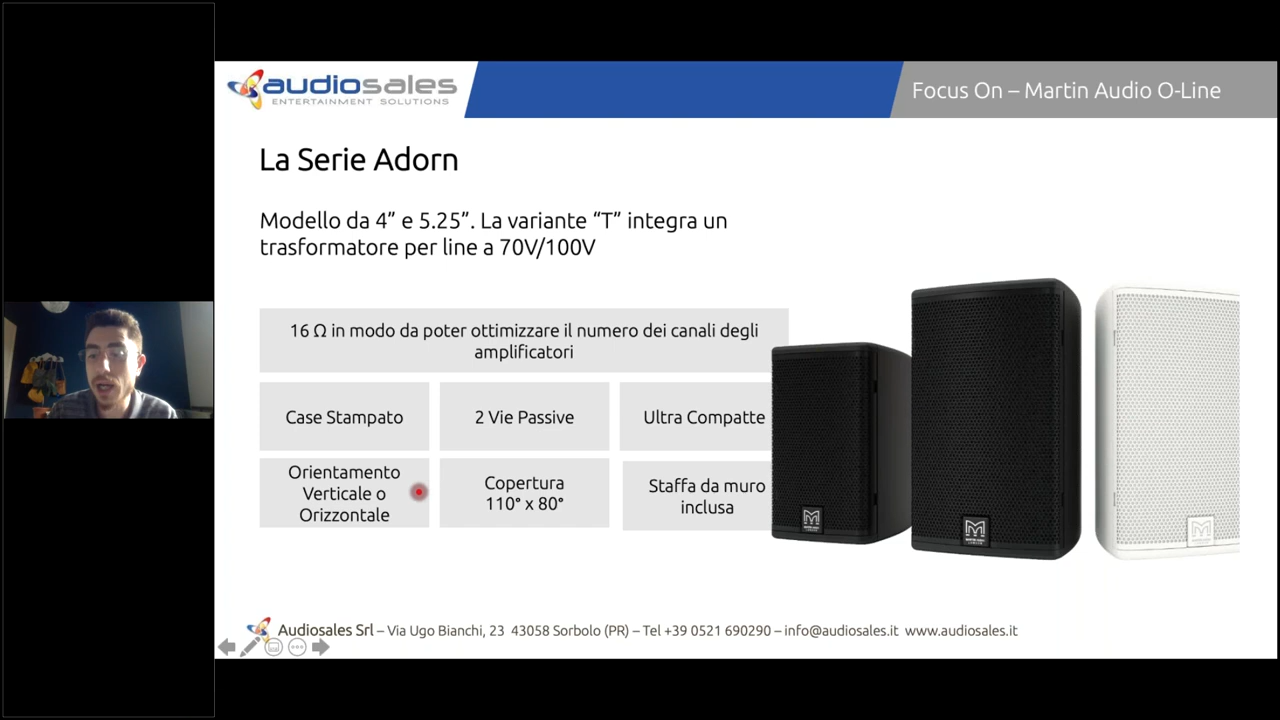 audiosales
ENTERTAINMENT SOLUTIONS
Focus On – Martin Audio O-Line
La Serie Adorn
Modello da 4” e 5.25”. La variante “T” integra un
trasformatore per line a 70V/100V
16 Ω in modo da poter ottimizzare il numero dei canali degli
amplificatori
Case Stampato
2 Vie Passive
Ultra Compatte
Orientamento
Verticale o
Orizzontale
Copertura
110° x 80°
Staffa da muro
inclusa
Audiosales Srl – Via Ugo Bianchi, 23 43058 Sorbolo (PR) – Tel +39 0521 690290 – info@audiosales.it www.audiosales.it